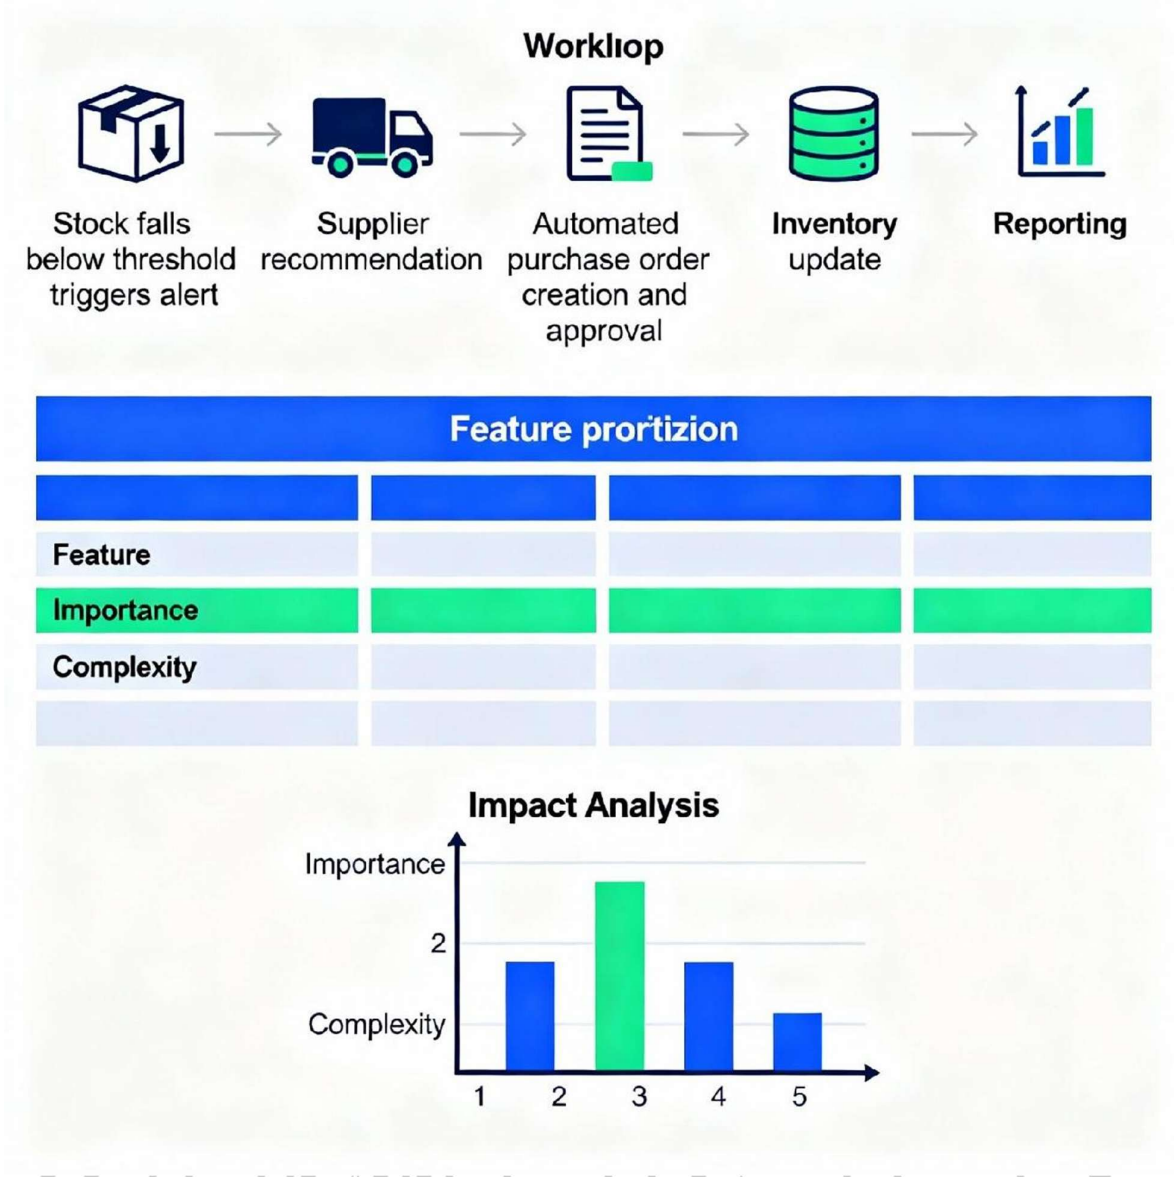 Workliop
Stock falls
below threshold
triggers alert
Supplier
recommendation
Automated
purchase order
creation and
approval
Inventory
update
Reporting
Feature prortizion
Feature
Importance
Complexity
Impact Analysis
Importance
2
Complexity
1 2 3 4 5